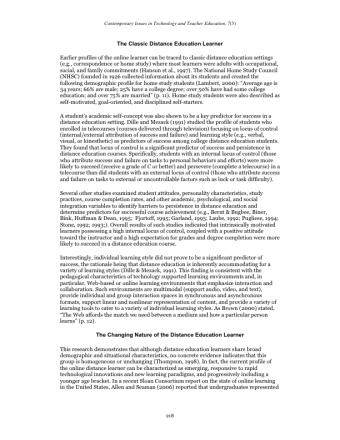 Contemporary Issues in Technology and Teacher Education, 7(3)
The Classic Distance Education Learner
Earlier profiles of the online learner can be traced to classic distance education settings
(e.g., correspondence or home study) where most learners were adults with occupational,
social, and family commitments (Hanson et al., 1997). The National Home Study Council
(NHSC) founded in 1926 collected information about its students and created the
following demographic profile for home study students (Lambert, 2000): “Average age is
34 years; 66% are male; 25% have a college degree; over 50% have had some college
education; and over 75% are married” (p. 11). Home study students were also described as
self-motivated, goal-oriented, and disciplined self-starters.
A student’s academic self-concept was also shown to be a key predictor for success in a
distance education setting. Dille and Mezack (1991) studied the profile of students who
enrolled in telecourses (courses delivered through television) focusing on locus of control
(internal/external attribution of success and failure) and learning style (e.g., verbal,
visual, or kinesthetic) as predictors of success among college distance education students.
They found that locus of control is a significant predictor of success and persistence in
distance education courses. Specifically, students with an internal locus of control (those
who attribute success and failure on tasks to personal behaviors and efforts) were more
likely to succeed (receive a grade of C or better) and persevere (complete a telecourse) in a
telecourse than did students with an external locus of control (those who attribute success
and failure on tasks to external or uncontrollable factors such as luck or task difficulty).
Several other studies examined student attitudes, personality characteristics, study
practices, course completion rates, and other academic, psychological, and social
integration variables to identify barriers to persistence in distance education and
determine predictors for successful course achievement (e.g., Bernt & Bugbee, 1993; Biner,
Bink, Huffman & Dean, 1995; Fjortoft, 1995; Garland, 1993; Laube, 1992; Pugliese, 1994;
Stone, 1992; 1993;). Overall results of such studies indicated that intrinsically motivated
learners possessing a high internal locus of control, coupled with a positive attitude
toward the instructor and a high expectation for grades and degree completion were more
likely to succeed in a distance education course.
Interestingly, individual learning style did not prove to be a significant predictor of
success, the rationale being that distance education is inherently accommodating for a
variety of learning styles (Dille & Mezack, 1991). This finding is consistent with the
pedagogical characteristics of technology supported learning environments and, in
particular, Web-based or online learning environments that emphasize interaction and
collaboration. Such environments are multimodal (support audio, video, and text),
provide individual and group interaction spaces in synchronous and asynchronous
formats, support linear and nonlinear representation of content, and provide a variety of
learning tools to cater to a variety of individual learning styles. As Brown (2000) stated,
“The Web affords the match we need between a medium and how a particular person
learns” (p. 12).
The Changing Nature of the Distance Education Learner
This research demonstrates that although distance education learners share broad
demographic and situational characteristics, no concrete evidence indicates that this
group is homogeneous or unchanging (Thompson, 1998). In fact, the current profile of
the online distance learner can be characterized as emerging, responsive to rapid
technological innovations and new learning paradigms, and progressively including a
younger age bracket. In a recent Sloan Consortium report on the state of online learning
in the United States, Allen and Seaman (2006) reported that undergraduates represented